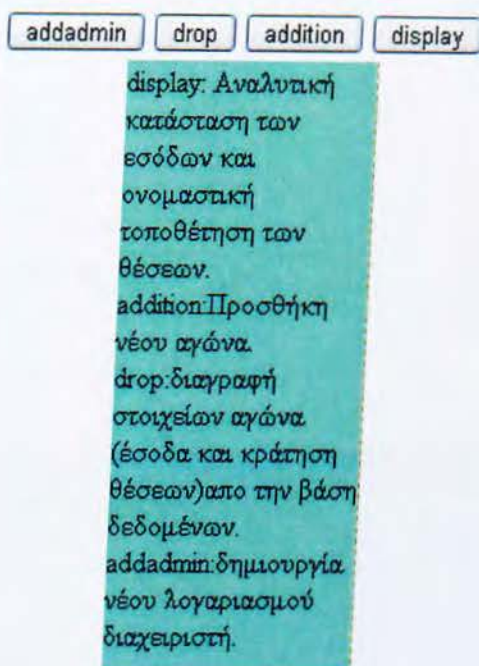 addadmin drop addition display
display: Αναλυτική
κατάσταση των
εσόδων και
ονομαστική
τοποθέτηση των
θέσεων.
addition:Προσθήκη
νέου αγώνα.
drop:διαγραφή
στοιχείων αγώνα
(έσοδα και κράτηση
θέσεων)απο την βάση
δεδομένων.
addadmin:δημιουργία
νέου λογαριασμού
διαχειριστή.